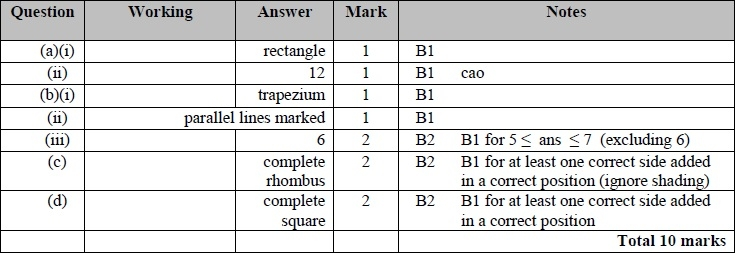 Question Working Answer Mark Notes
(a)(i) rectangle 1 B1
(ii) 12 1 B1 cao
(b)(i) trapezium 1 B1
(ii) parallel lines marked 1 B1
(iii) 6 2 B2 B1 for 5 ≤ ans ≤ 7 (excluding 6)
(c) complete 2 B2 B1 for at least one correct side added
rhombus in a correct position (ignore shading)
(d) complete 2 B2 B1 for at least one correct side added
square in a correct position
Total 10 marks